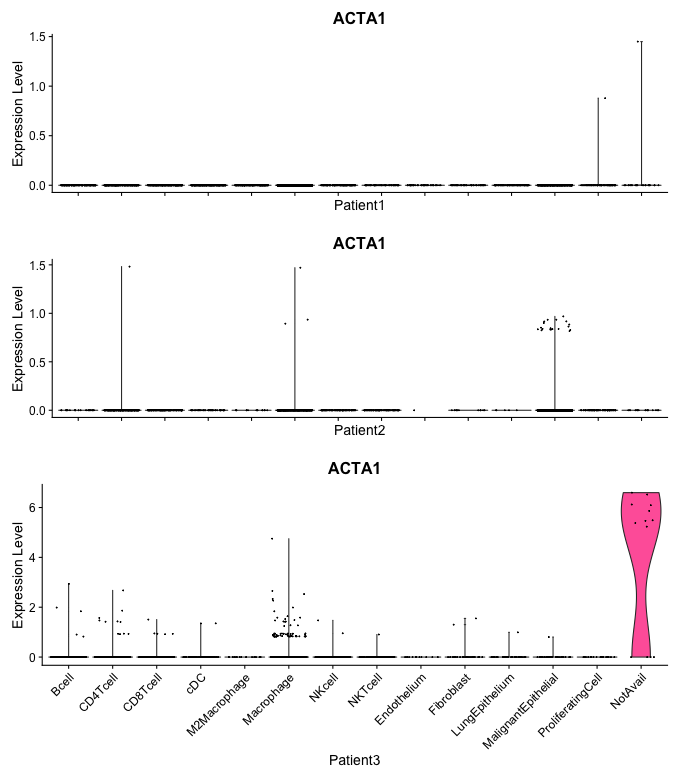 ACTA1
Expression Level
1.5
1.0
0.5
0.0
Patient1
ACTA1
Expression Level
1.5
1.0
0.5
0.0
Patient2
ACTA1
Expression Level
6
4
2
0
Bcell
CD4Tcell
CD8Tcell
cDC
M2Macrophage
Macrophage
NKcell
NKTcell
Endothelium
Fibroblast
LungEpithelium
MalignantEpithelial
ProliferatingCell
NotAvail
Patient3